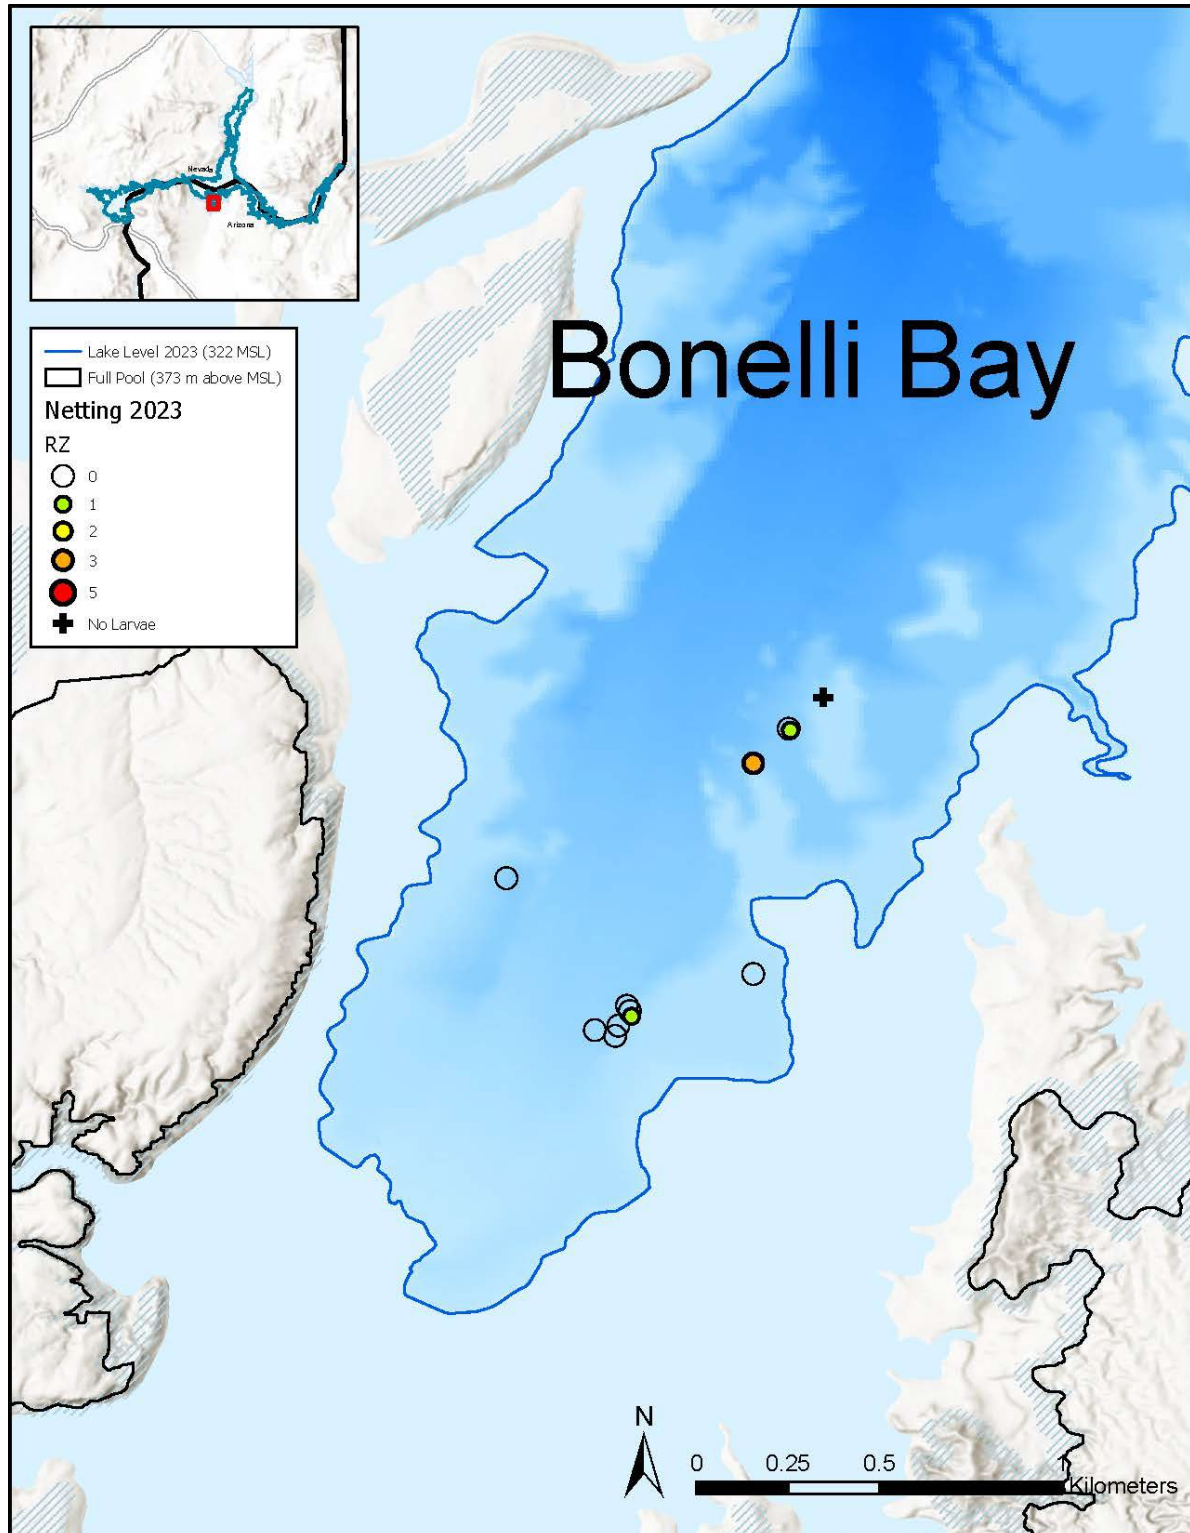 Nevada
Arizona
Lake Level 2023 (322 MSL)
Full Pool (373 m above MSL)
Netting 2023
RZ
0
1
2
3
5
No Larvae
Bonelli Bay
N
0 0.25 0.5 1
Kilometers